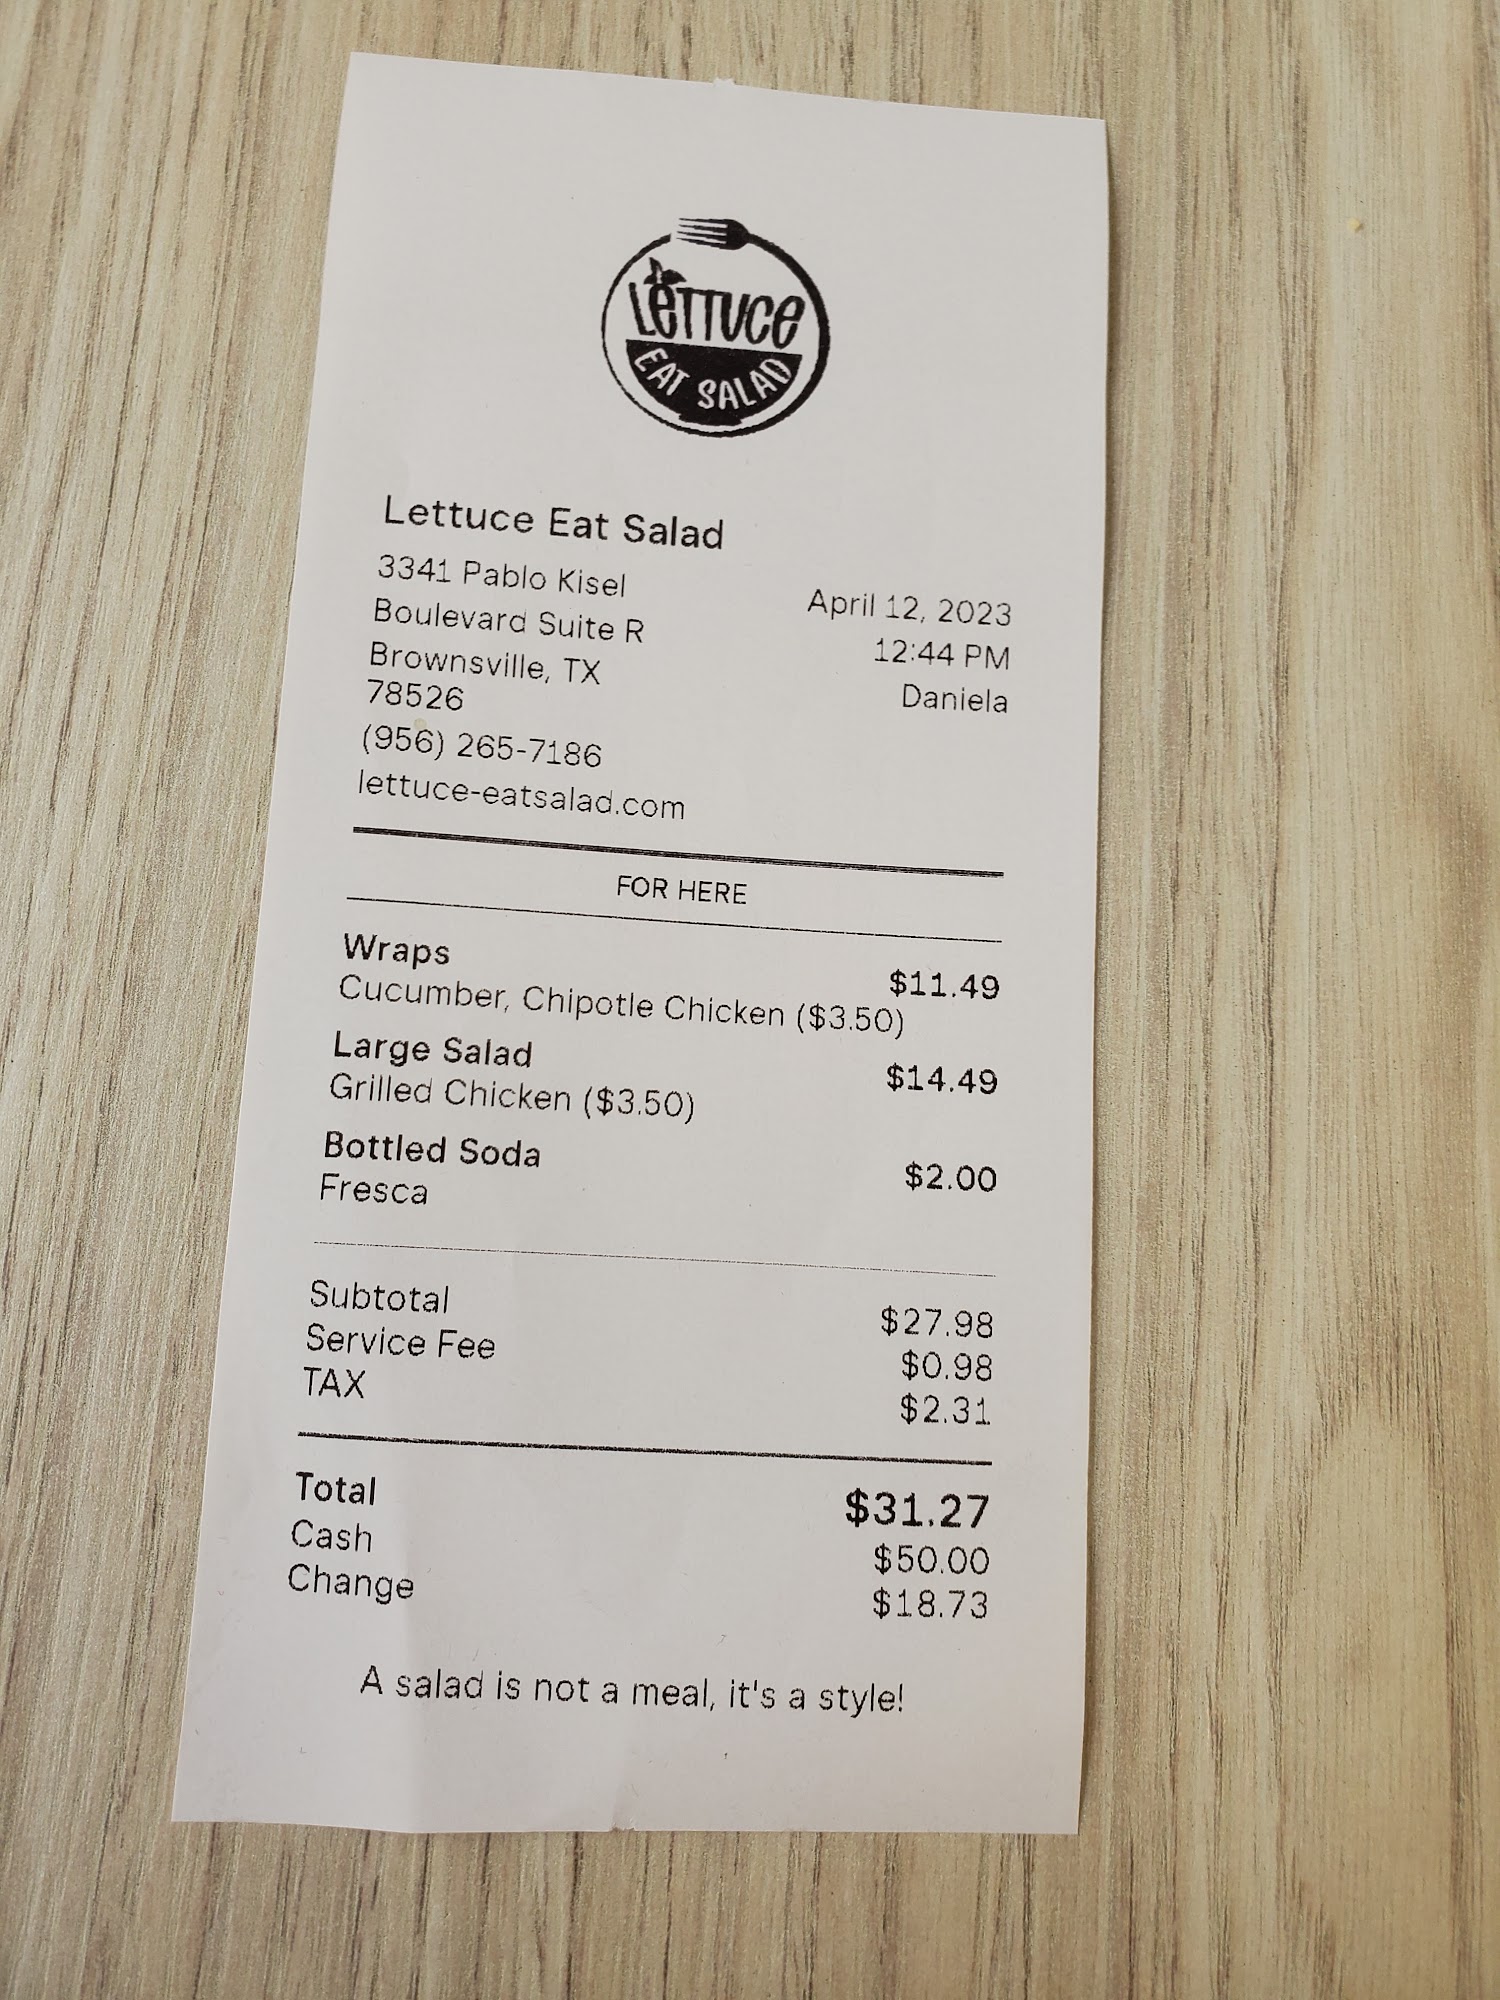 LETTUCE
EAT SALAD
Lettuce Eat Salad
3341 Pablo Kisel
Boulevard Suite R
Brownsville, TX
78526
(956) 265-7186
lettuce-eatsalad.com
April 12, 2023
12:44 PM
Daniela
FOR HERE
Wraps $11.49
Cucumber, Chipotle Chicken ($3.50)
Large Salad $14.49
Grilled Chicken ($3.50)
Bottled Soda $2.00
Fresca
Subtotal $27.98
Service Fee $0.98
TAX $2.31
Total $31.27
Cash $50.00
Change $18.73
A salad is not a meal, it's a style!